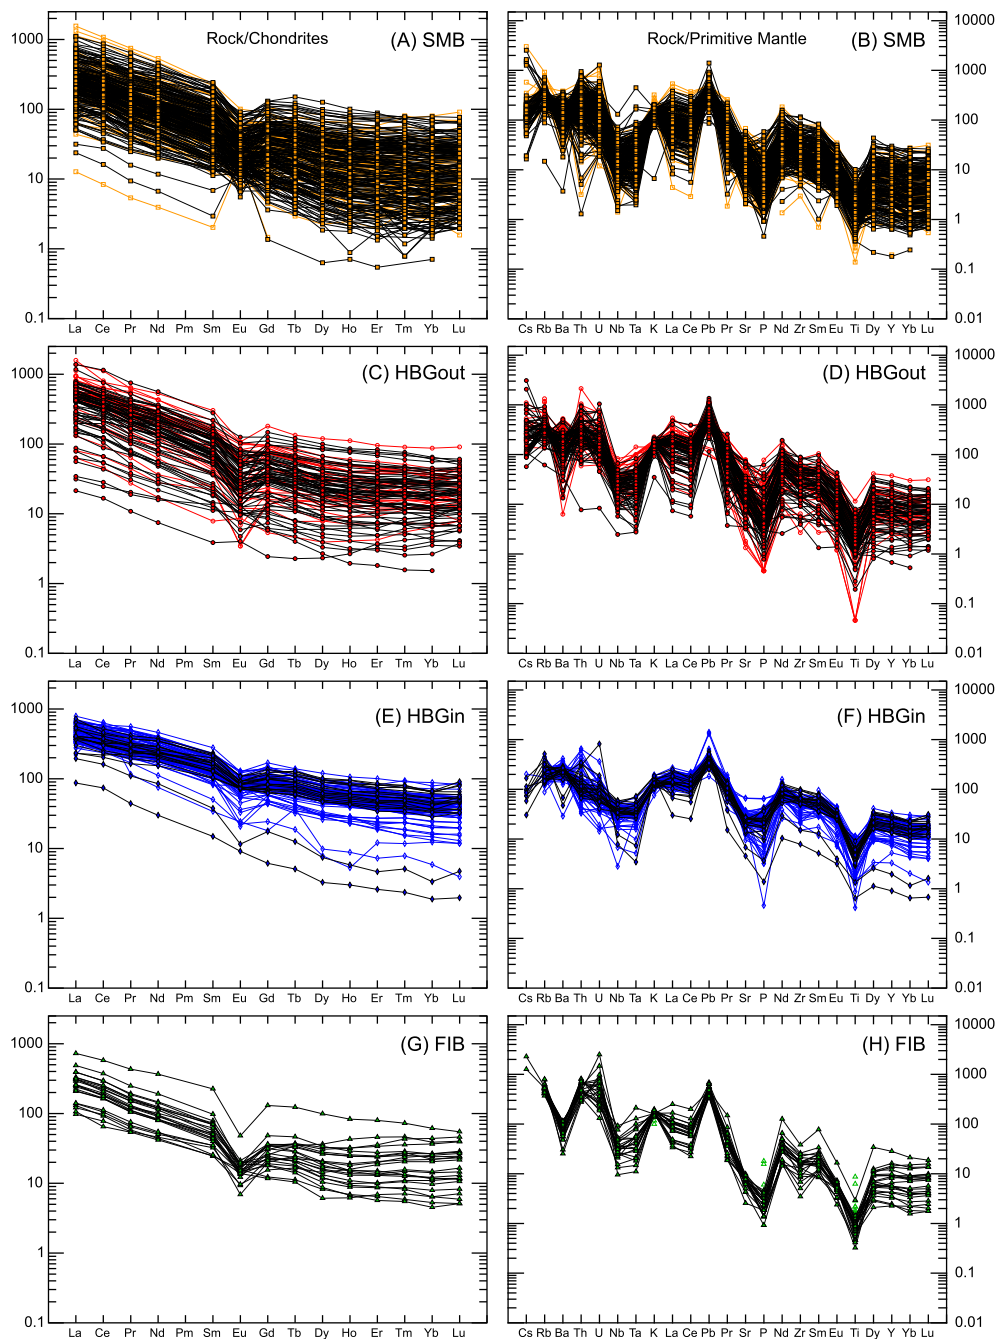 Rock/Chondrites
(A) SMB
1000
100
10
1
0.1
La Ce Pr Nd Pm Sm Eu Gd Tb Dy Ho Er Tm Yb Lu
Rock/Primitive Mantle
(B) SMB
10000
1000
100
10
1
0.1
0.01
Cs Rb Ba Th U Nb Ta K La Ce Pb Pr Sr P Nd Zr Sm Eu Ti Dy Y Yb Lu
(C) HBGout
1000
100
10
1
0.1
La Ce Pr Nd Pm Sm Eu Gd Tb Dy Ho Er Tm Yb Lu
(D) HBGout
10000
1000
100
10
1
0.1
0.01
Cs Rb Ba Th U Nb Ta K La Ce Pb Pr Sr P Nd Zr Sm Eu Ti Dy Y Yb Lu
(E) HBGin
1000
100
10
1
0.1
La Ce Pr Nd Pm Sm Eu Gd Tb Dy Ho Er Tm Yb Lu
(F) HBGin
10000
1000
100
10
1
0.1
0.01
Cs Rb Ba Th U Nb Ta K La Ce Pb Pr Sr P Nd Zr Sm Eu Ti Dy Y Yb Lu
(G) FIB
1000
100
10
1
0.1
La Ce Pr Nd Pm Sm Eu Gd Tb Dy Ho Er Tm Yb Lu
(H) FIB
10000
1000
100
10
1
0.1
0.01
Cs Rb Ba Th U Nb Ta K La Ce Pb Pr Sr P Nd Zr Sm Eu Ti Dy Y Yb Lu